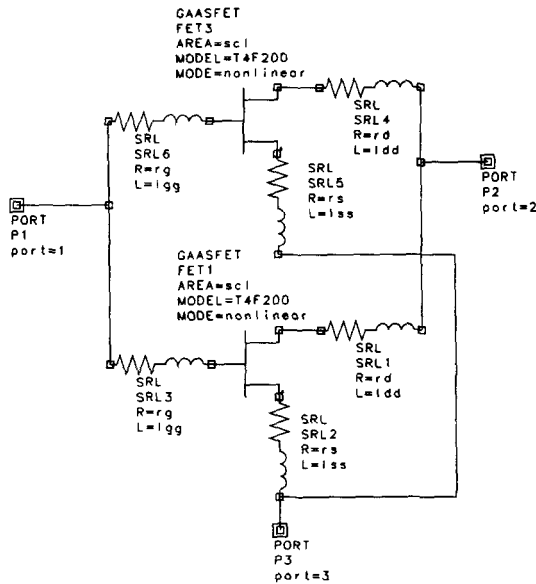 GAASFET
FET3
AREA=scl
MODEL=T4F200
MODE=nonlinear
SRL
SRL4
R=rd
L=ldd
SRL
SRL6
R=rg
L=lgg
SRL
SRL5
R=rs
L=lss
PORT
P2
port=2
PORT
P1
port=1
GAASFET
FET1
AREA=scl
MODEL=T4F200
MODE=nonlinear
SRL
SRL1
R=rd
L=ldd
SRL
SRL3
R=rg
L=lgg
SRL
SRL2
R=rs
L=lss
PORT
P3
port=3